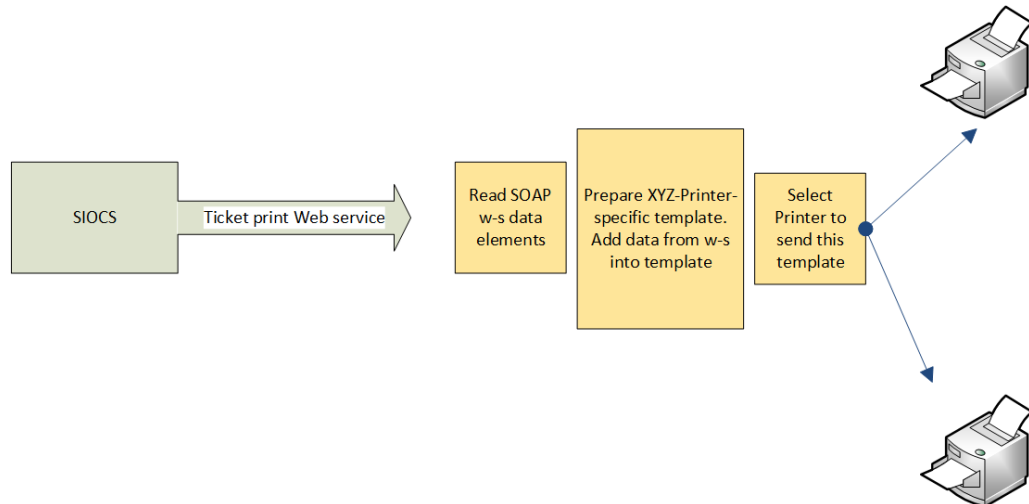 SIOCS
Ticket print Web service
Read SOAP
w-s data
elements
Prepare XYZ-Printer-
specific template.
Add data from w-s
into template
Select
Printer to
send this
template